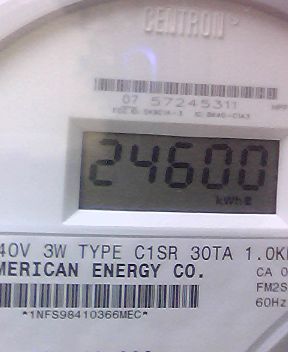 CENTRON
07 57245311
24600
kWh
40V 3W TYPE C1SR 30TA 1.0K
MERICAN ENERGY CO.
CA 0
FM2S
60Hz
*1NFS98410366MEC*